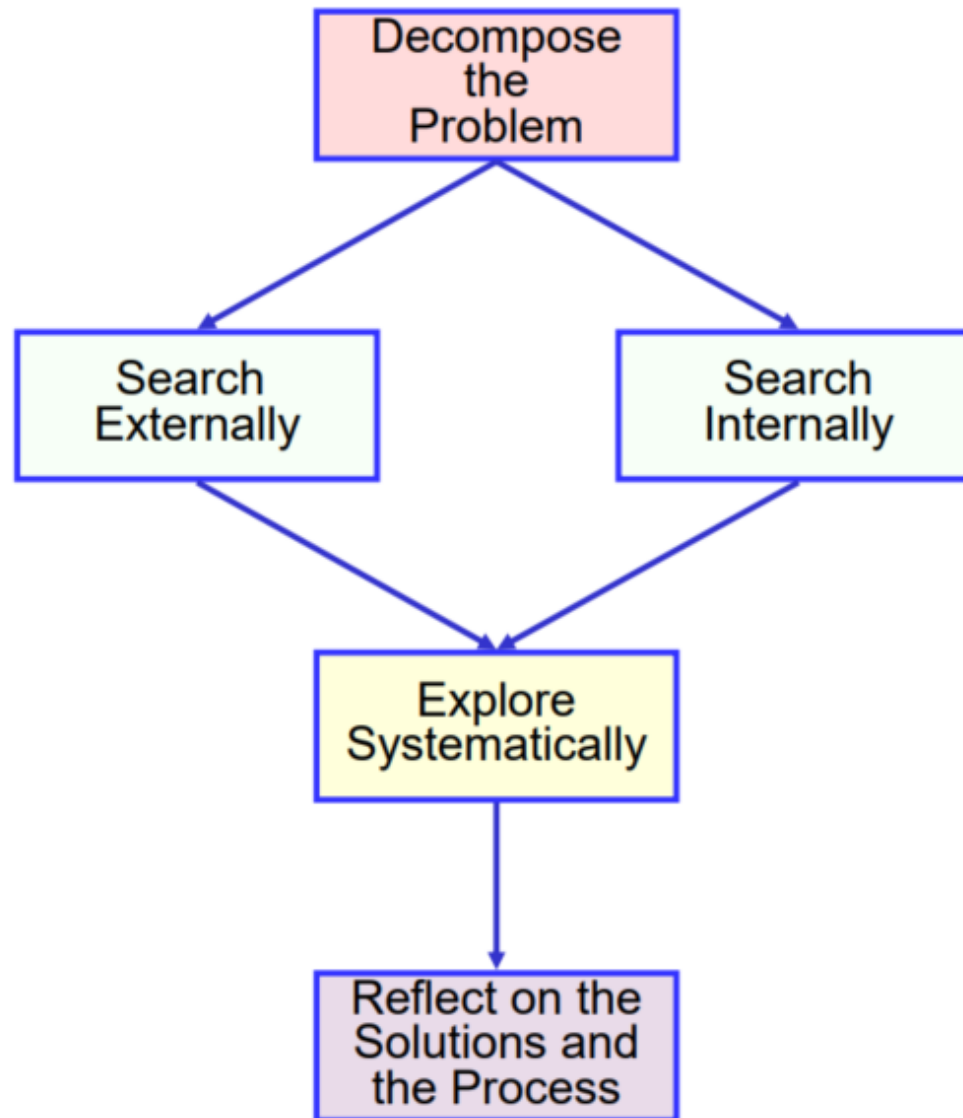 Decompose
the
Problem
Search
Externally
Search
Internally
Explore
Systematically
Reflect on the
Solutions and
the Process